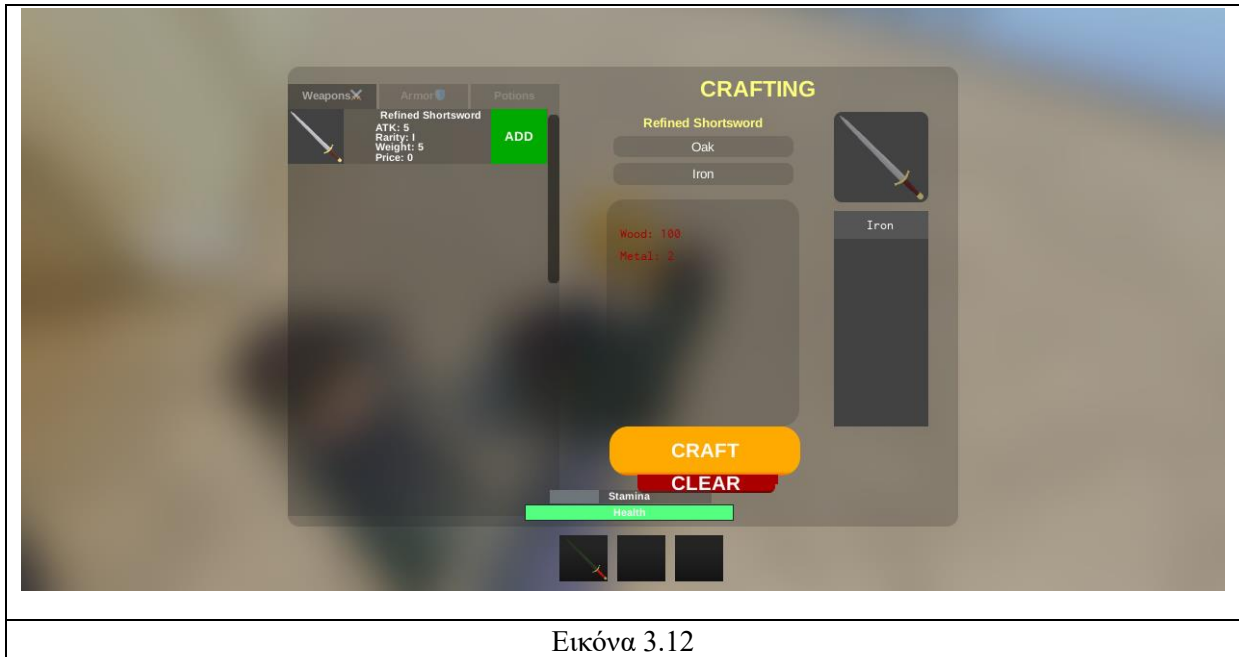 CRAFTING
Weapons
Armor
Potions
Refined Shortsword
ATK: 5
Rarity: I
Weight: 5
Price: 0
ADD
Refined Shortsword
Oak
Iron
Wood: 100
Metal: 2
Iron
CRAFT
CLEAR
Stamina
Health
Εικόνα 3.12